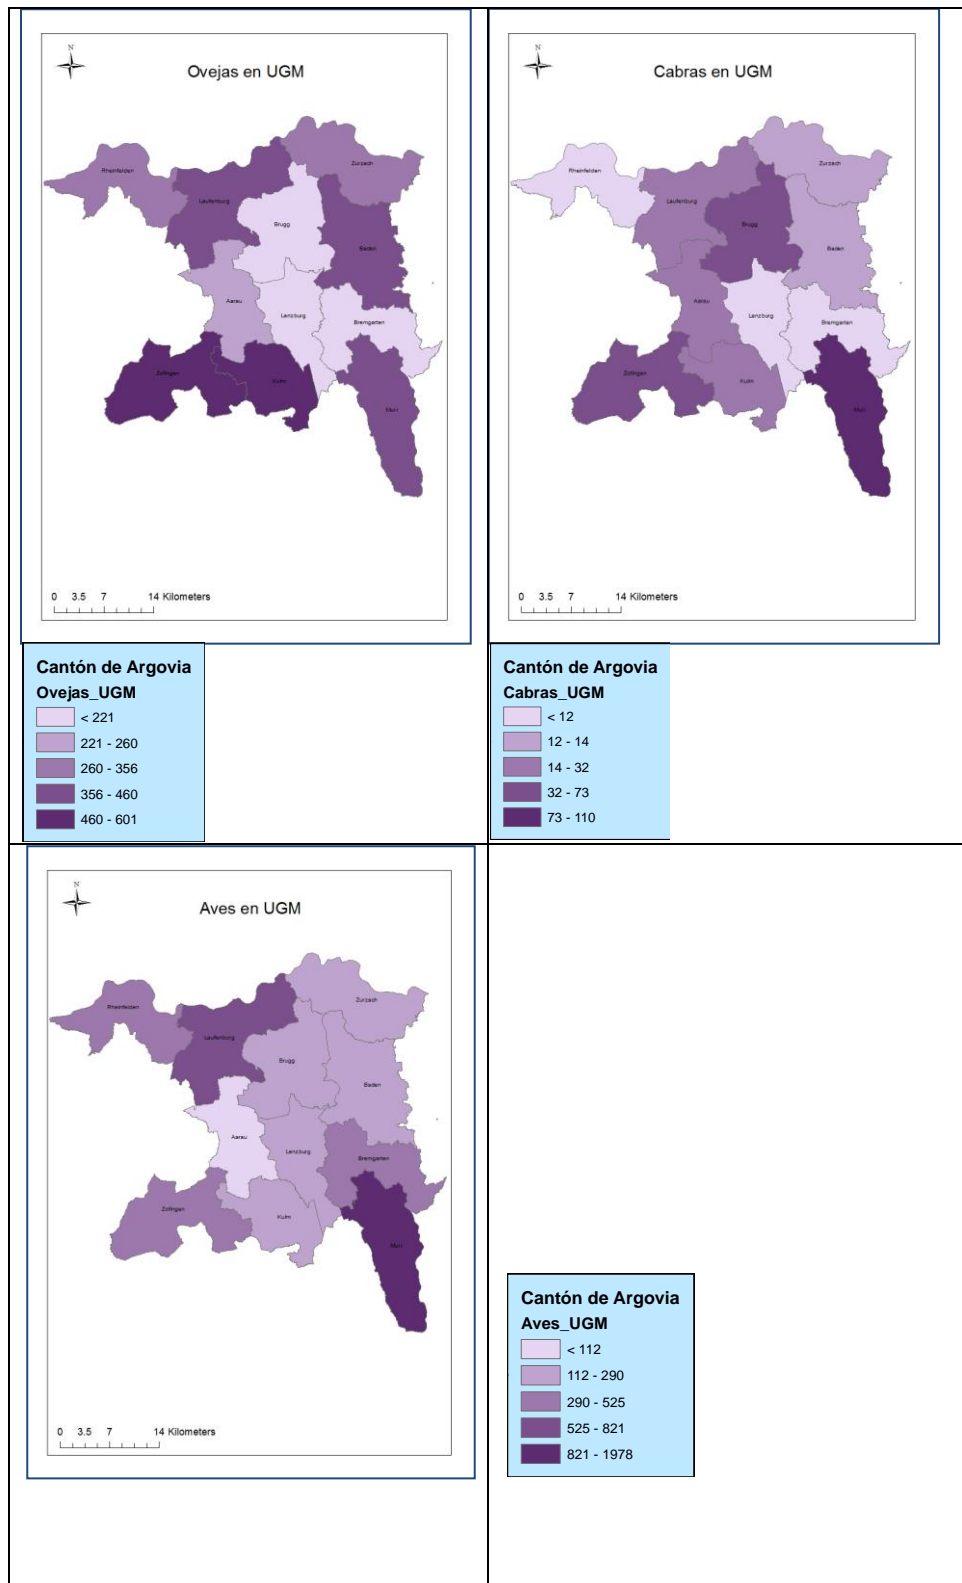 N
Ovejas en UGM
Rheinfelden
Zurzach
Laufenburg
Brugg
Baden
Aarau
Lenzburg
Bremgarten
Zofingen
Kulm
Muri
0 3.5 7 14 Kilometers
Cantón de Argovia
Ovejas_UGM
< 221
221 - 260
260 - 356
356 - 460
460 - 601
N
Cabras en UGM
Rheinfelden
Zurzach
Laufenburg
Brugg
Baden
Aarau
Lenzburg
Bremgarten
Zofingen
Kulm
Muri
0 3.5 7 14 Kilometers
Cantón de Argovia
Cabras_UGM
< 12
12 - 14
14 - 32
32 - 73
73 - 110
N
Aves en UGM
Rheinfelden
Zurzach
Laufenburg
Brugg
Baden
Aarau
Lenzburg
Bremgarten
Zofingen
Kulm
Muri
0 3.5 7 14 Kilometers
Cantón de Argovia
Aves_UGM
< 112
112 - 290
290 - 525
525 - 821
821 - 1978